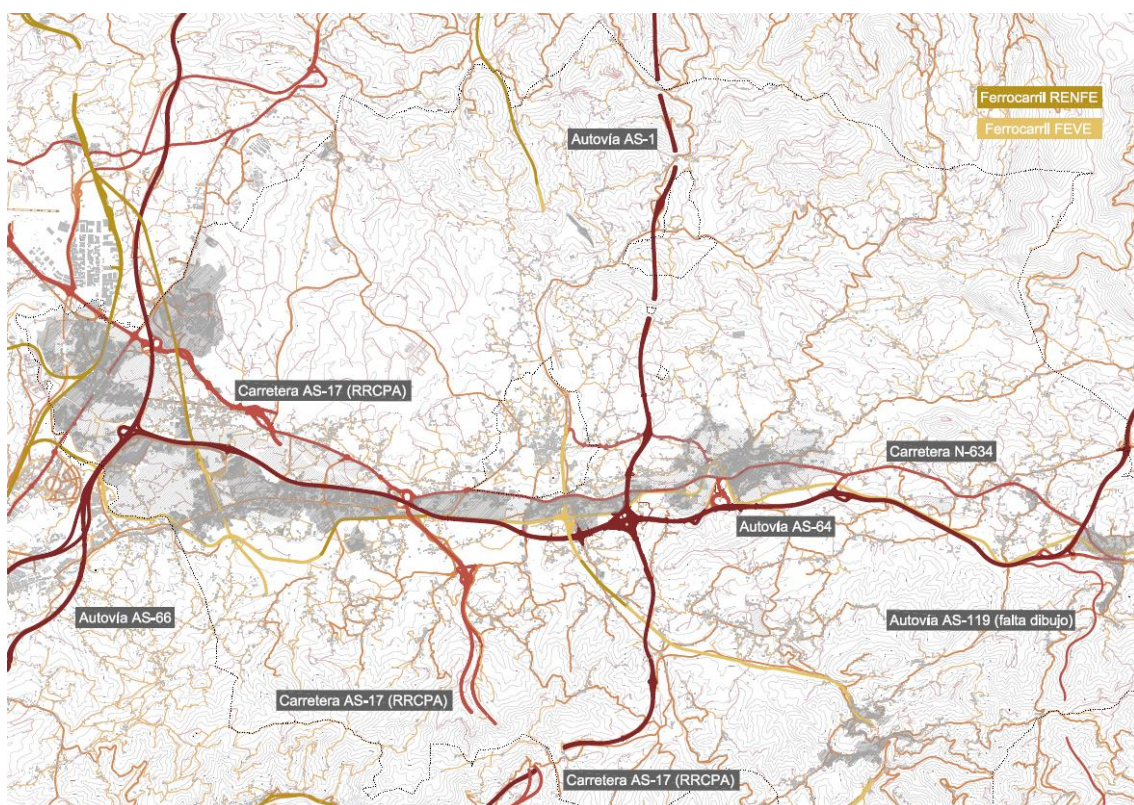 Ferrocarril RENFE
Ferrocarril FEVE
Autovía AS-1
Carretera AS-17 (RRCPA)
Carretera N-634
Autovía AS-64
Autovía AS-66
Autovía AS-119 (falta dibujo)
Carretera AS-17 (RRCPA)
Carretera AS-17 (RRCPA)